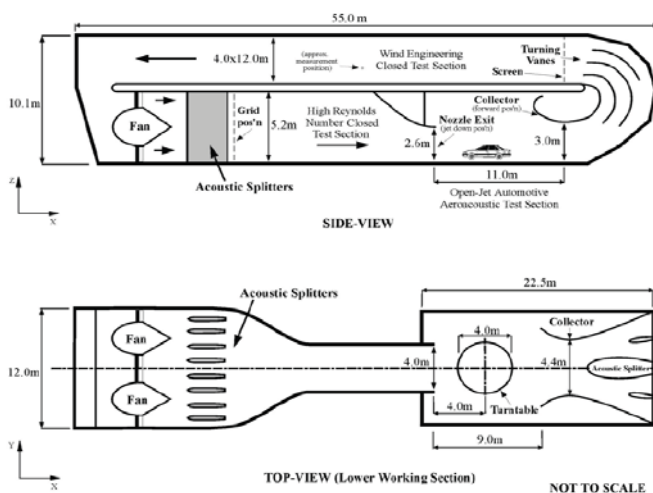 55.0 m
4.0x12.0m
(approx.
measurement
position)
Wind Engineering
Closed Test Section
Turning
Vanes
Screen
10.1m
Fan
Grid
pos'n
5.2m
High Reynolds
Number Closed
Test Section
Collector
(forward pos'n)
Nozzle Exit
(jet down pos'n)
2.6m
3.0m
Acoustic Splitters
11.0m
Open-Jet Automotive
Aeroacoustic Test Section
Z
X
SIDE-VIEW
22.5m
Acoustic Splitters
Collector
Fan
4.0m
12.0m
4.0m
4.4m
Acoustic Splitter
Fan
4.0m
Turntable
9.0m
Y
X
TOP-VIEW (Lower Working Section)
NOT TO SCALE